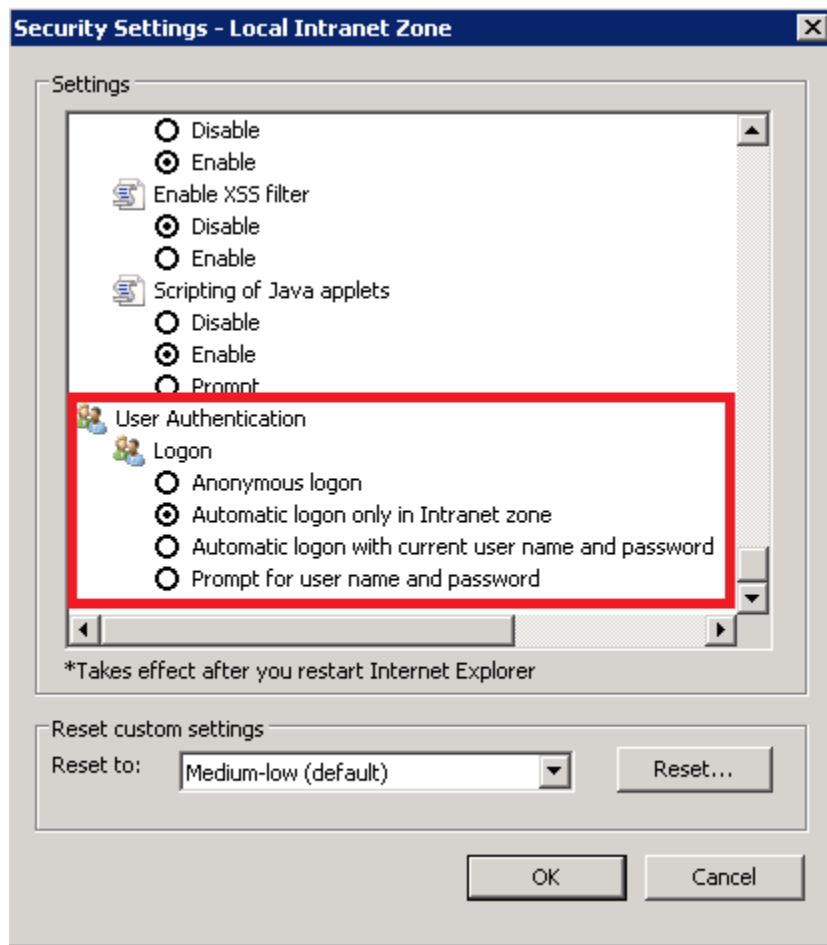 Security Settings - Local Intranet Zone
Settings
Disable
Enable
Enable XSS filter
Disable
Enable
Scripting of Java applets
Disable
Enable
Prompt
User Authentication
Logon
Anonymous logon
Automatic logon only in Intranet zone
Automatic logon with current user name and password
Prompt for user name and password
*Takes effect after you restart Internet Explorer
Reset custom settings
Reset to: Medium-low (default) Reset...
OK Cancel